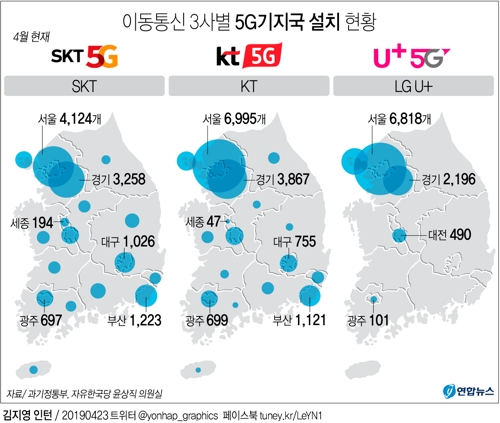 이동통신 3사별 5G기지국 설치 현황
4월 현재
SKT 5G
kt 5G
U+ 5G
SKT
KT
LG U+
서울 4,124개
경기 3,258
세종 194
대구 1,026
광주 697
부산 1,223
서울 6,995개
경기 3,867
세종 47
대구 755
광주 699
부산 1,121
서울 6,818개
경기 2,196
대전 490
광주 101
자료/ 과기정통부, 자유한국당 윤상직 의원실
연합뉴스
김지영 인턴 / 20190423 트위터 @yonhap_graphics 페이스북 tuney.kr/LeYN1